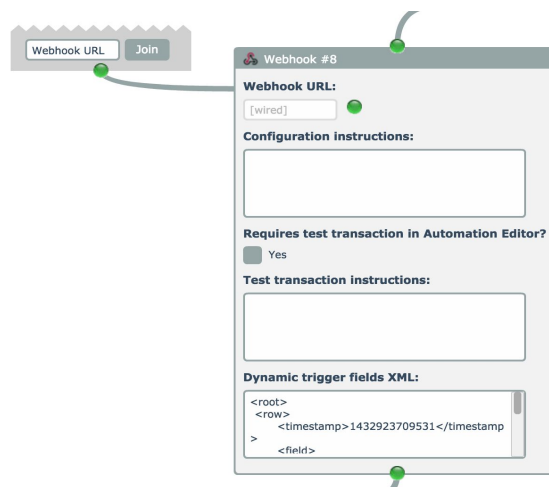 Webhook URL
Join
Webhook #8
Webhook URL:
[wired]
Configuration instructions:
Requires test transaction in Automation Editor?
Yes
Test transaction instructions:
Dynamic trigger fields XML:
<root>
<row>
<timestamp>1432923709531</timestamp
>
<field>